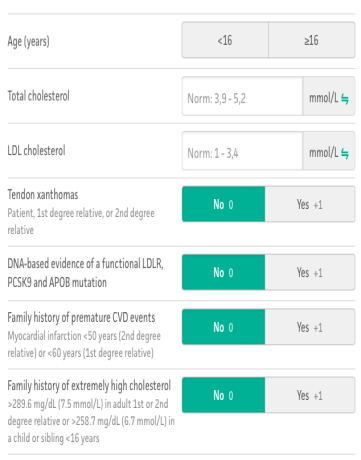 Age (years)
<16
≥16
Total cholesterol
Norm: 3,9 - 5,2
mmol/L
LDL cholesterol
Norm: 1 - 3,4
mmol/L
Tendon xanthomas
Patient, 1st degree relative, or 2nd degree
relative
No 0
Yes +1
DNA-based evidence of a functional LDLR,
PCSK9 and APOB mutation
No 0
Yes +1
Family history of premature CVD events
Myocardial infarction <50 years (2nd degree
relative) or <60 years (1st degree relative)
No 0
Yes +1
Family history of extremely high cholesterol
>289.6 mg/dL (7.5 mmol/L) in adult 1st or 2nd
degree relative or >258.7 mg/dL (6.7 mmol/L) in
a child or sibling <16 years
No 0
Yes +1